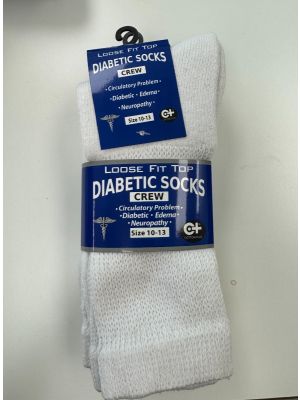 LOOSE FIT TOP
DIABETIC SOCKS
CREW
• Circulatory Problem •
• Diabetic • Edema •
• Neuropathy •
Size 10-13
LOOSE FIT TOP
DIABETIC SOCKS
CREW
• Circulatory Problem •
• Diabetic • Edema •
• Neuropathy •
Size 10-13